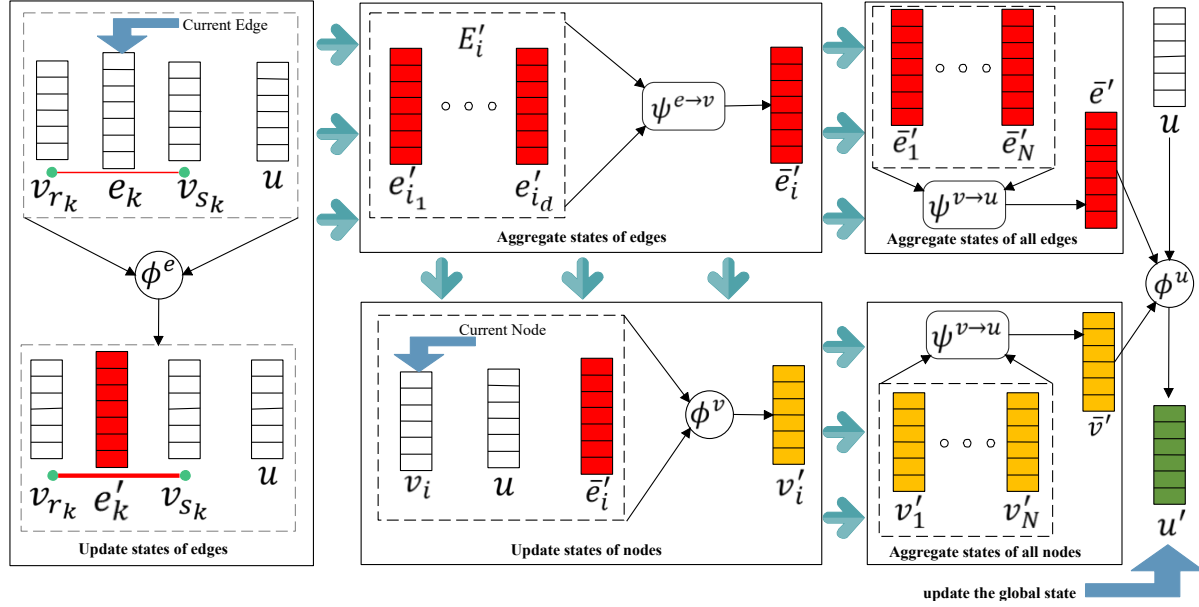 Current Edge
v_{r_k} e_k v_{s_k} u
ϕ^e
v_{r_k} e'_k v_{s_k} u
Update states of edges
E'_i
e'_{i_1} e'_{i_d}
ψ^{e→v}
ē'_i
Aggregate states of edges
ē'_1 ē'_N
ψ^{v→u}
ē'
Aggregate states of all edges
u
ϕ^u
Current Node
v_i u ē'_i
ϕ^v
v'_i
Update states of nodes
ψ^{v→u}
v̄'
v'_1 v'_N
Aggregate states of all nodes
u'
update the global state